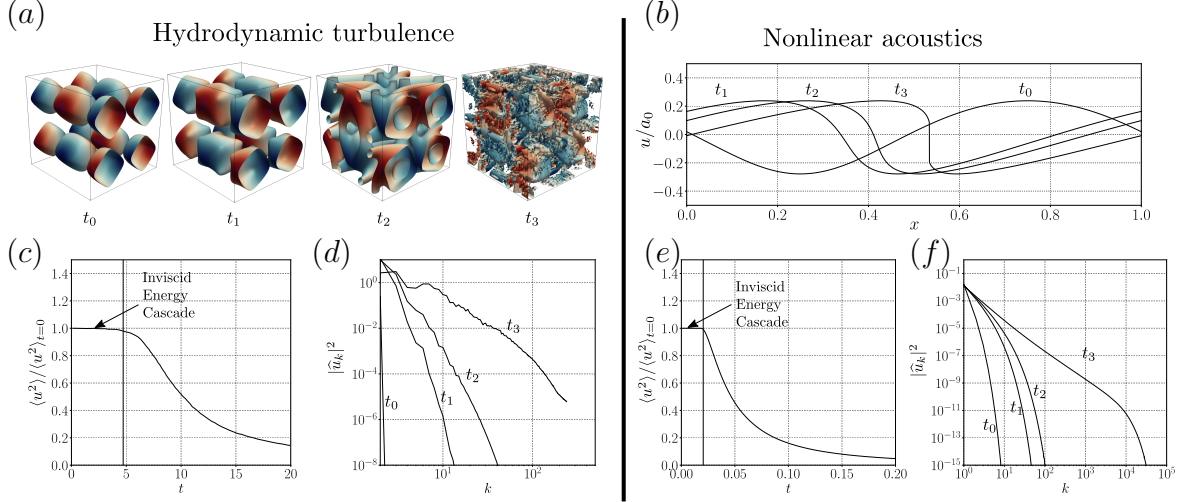 (a)
Hydrodynamic turbulence
t₀
t₁
t₂
t₃
(b)
Nonlinear acoustics
u/a₀
0.4
0.2
0.0
−0.2
−0.4
t₁
t₂
t₃
t₀
0.0
0.2
0.4
0.6
0.8
1.0
x
(c)
⟨u²⟩/⟨u²⟩ₜ₌₀
1.4
1.2
1.0
0.8
0.6
0.4
0.2
0.0
Inviscid
Energy
Cascade
0
5
10
15
20
t
(d)
|û_k|²
10⁰
10⁻²
10⁻⁴
10⁻⁶
10⁻⁸
t₃
t₂
t₁
t₀
10¹
10²
k
(e)
⟨u²⟩/⟨u²⟩ₜ₌₀
1.4
1.2
1.0
0.8
0.6
0.4
0.2
0.0
Inviscid
Energy
Cascade
0.00
0.05
0.10
0.15
0.20
t
(f)
|û_k|²
10⁻¹
10⁻³
10⁻⁵
10⁻⁷
10⁻⁹
10⁻¹¹
10⁻¹³
10⁻¹⁵
t₃
t₂
t₁
t₀
10⁰
10¹
10²
10³
10⁴
10⁵
k